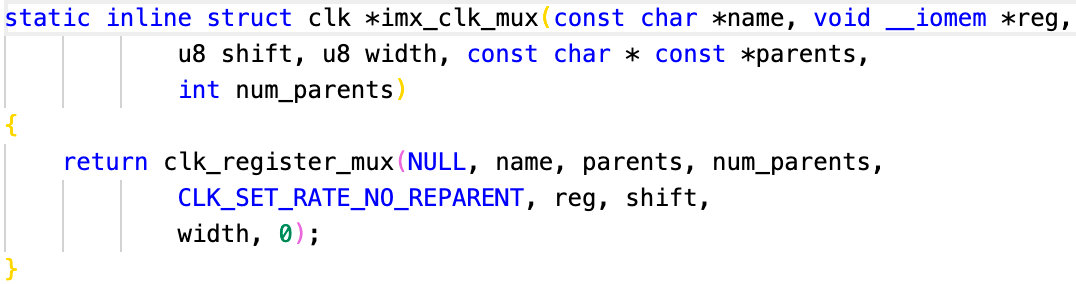 static inline struct clk *imx_clk_mux(const char *name, void __iomem *reg,
u8 shift, u8 width, const char * const *parents,
int num_parents)
{
return clk_register_mux(NULL, name, parents, num_parents,
CLK_SET_RATE_NO_REPARENT, reg, shift,
width, 0);
}